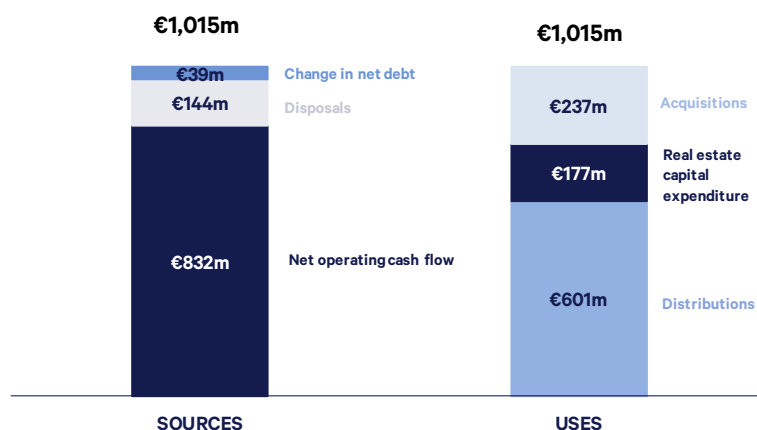 €1,015m
€1,015m
€39m
Change in net debt
€144m
Disposals
€237m
Acquisitions
€177m
Real estate
capital
expenditure
€832m
Net operating cash flow
€601m
Distributions
SOURCES
USES